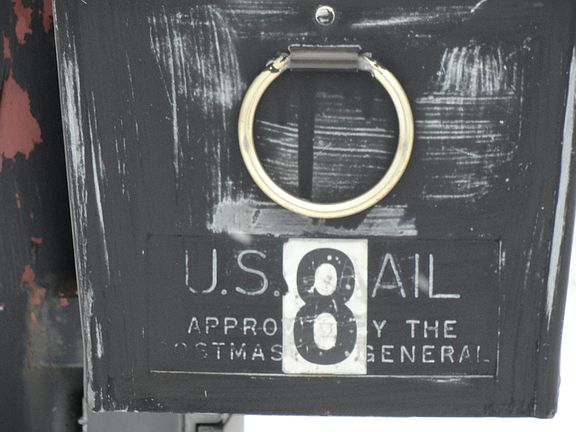 U.S. 8 AIL
APPROV Y THE
OSTMAS GENERAL